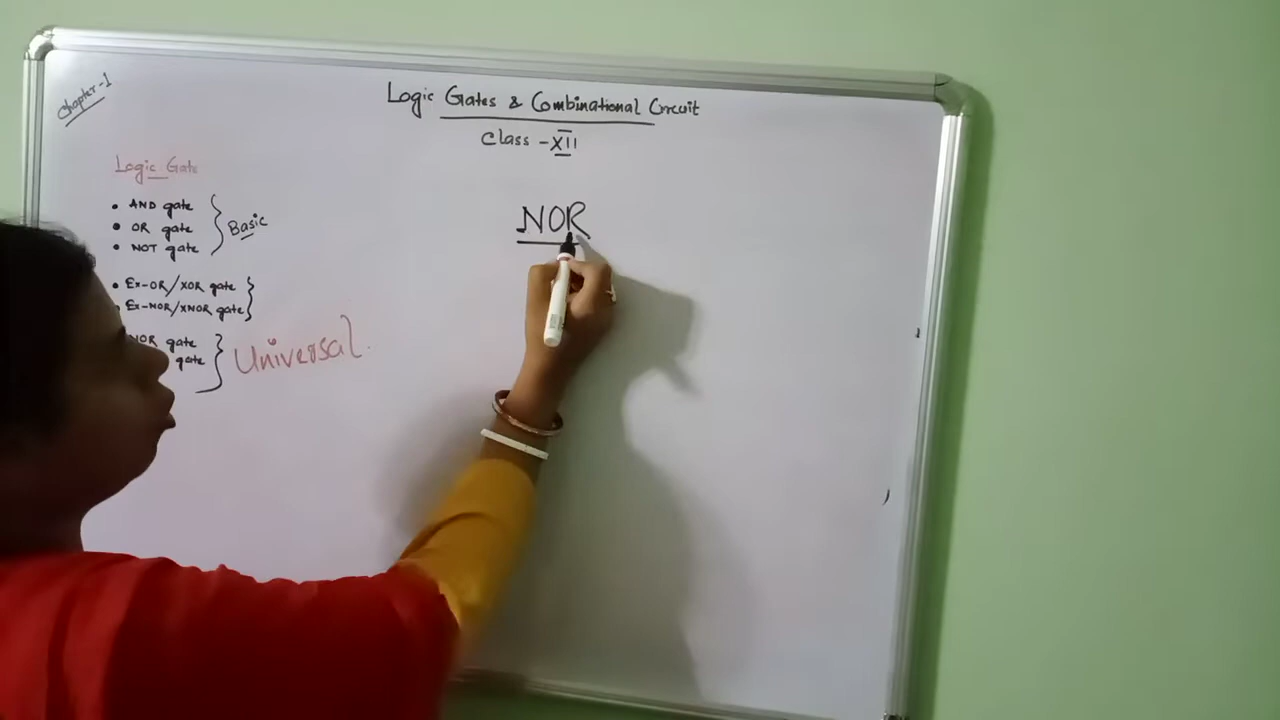 Chapter-1
Logic Gates & Combinational Circuit
Class - XII
Logic Gate
• AND gate
• OR gate
• NOT gate
Basic
• Ex-OR/XOR gate
• Ex-NOR/XNOR gate
NOR gate
gate
Universal.
NOR